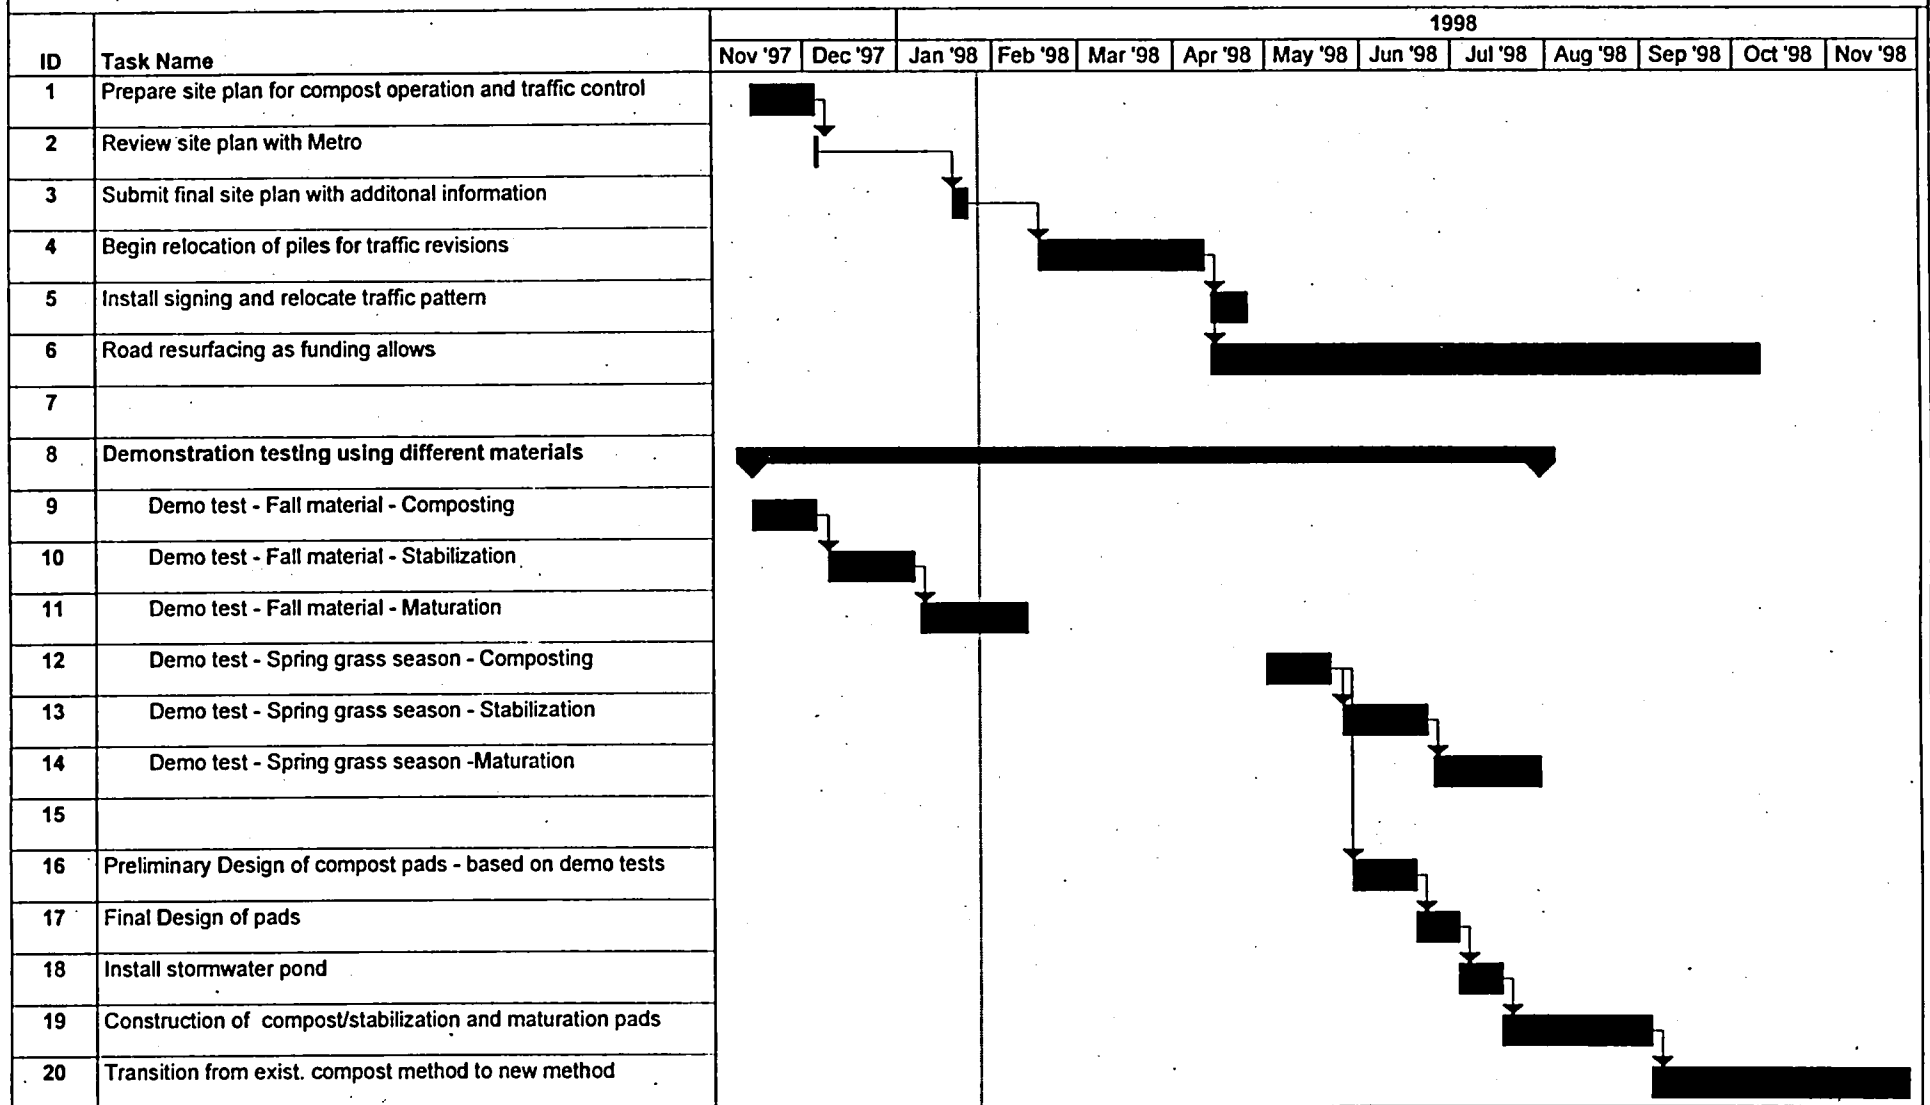 1998
ID Task Name Nov '97 Dec '97 Jan '98 Feb '98 Mar '98 Apr '98 May '98 Jun '98 Jul '98 Aug '98 Sep '98 Oct '98 Nov '98
1 Prepare site plan for compost operation and traffic control
2 Review site plan with Metro
3 Submit final site plan with additonal information
4 Begin relocation of piles for traffic revisions
5 Install signing and relocate traffic pattern
6 Road resurfacing as funding allows
7
8 Demonstration testing using different materials
9 Demo test - Fall material - Composting
10 Demo test - Fall material - Stabilization
11 Demo test - Fall material - Maturation
12 Demo test - Spring grass season - Composting
13 Demo test - Spring grass season - Stabilization
14 Demo test - Spring grass season -Maturation
15
16 Preliminary Design of compost pads - based on demo tests
17 Final Design of pads
18 Install stormwater pond
19 Construction of compost/stabilization and maturation pads
20 Transition from exist. compost method to new method